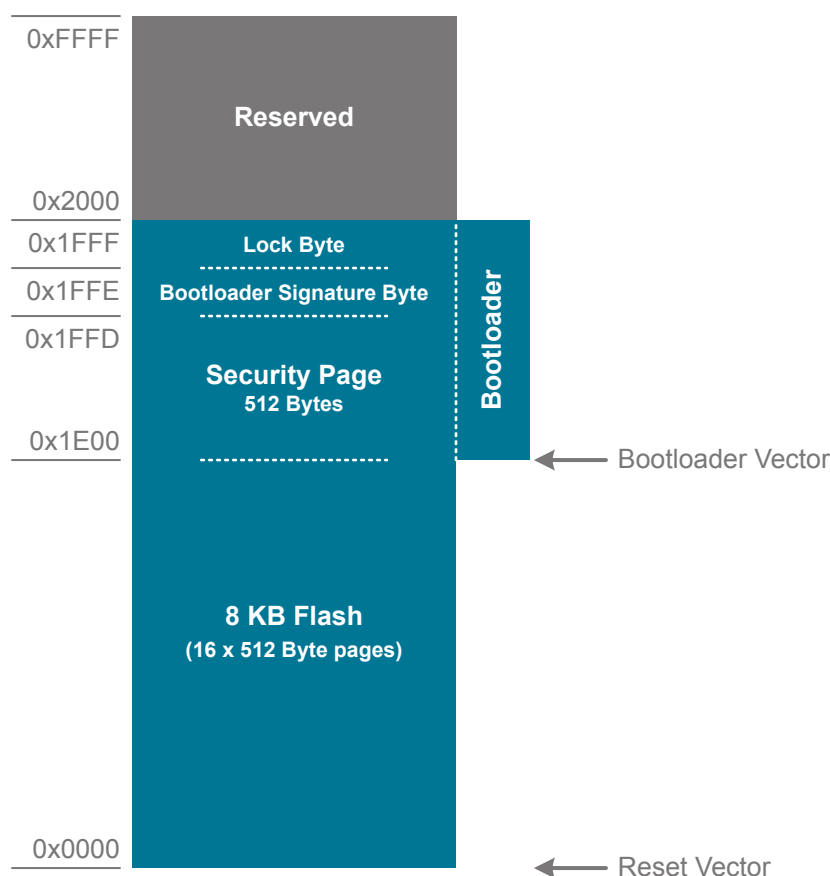 0xFFFF
Reserved
0x2000
0x1FFF
Lock Byte
0x1FFE
Bootloader Signature Byte
0x1FFD
Security Page
512 Bytes
Bootloader
0x1E00
Bootloader Vector
8 KB Flash
(16 x 512 Byte pages)
0x0000
Reset Vector